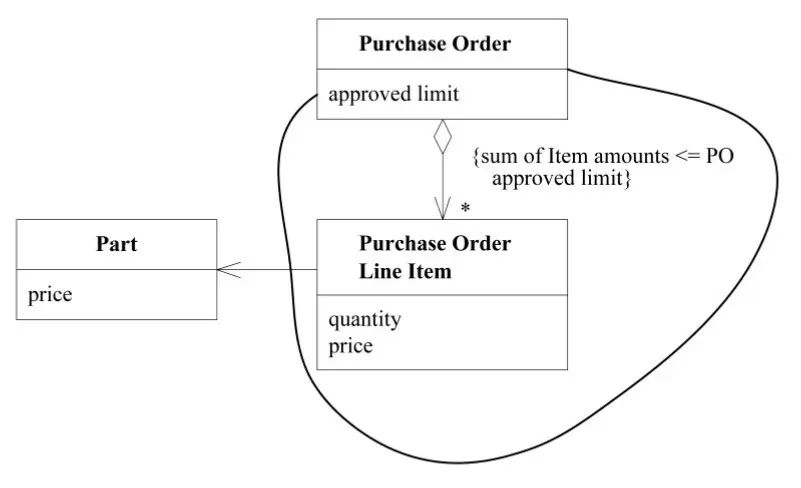 Purchase Order
approved limit
{sum of Item amounts <= PO
approved limit}
*
Part
price
Purchase Order
Line Item
quantity
price